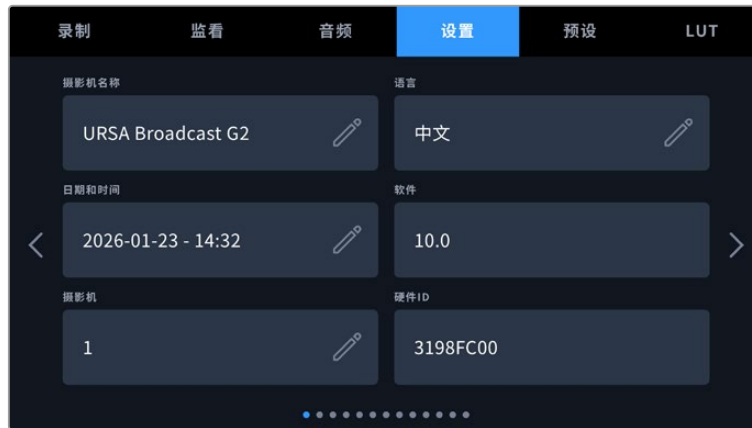 录制 监看 音频 设置 预设 LUT
摄影机名称 语言
URSA Broadcast G2 中文
日期和时间 软件
2026-01-23 - 14:32 10.0
摄影机 硬件ID
1 3198FC00